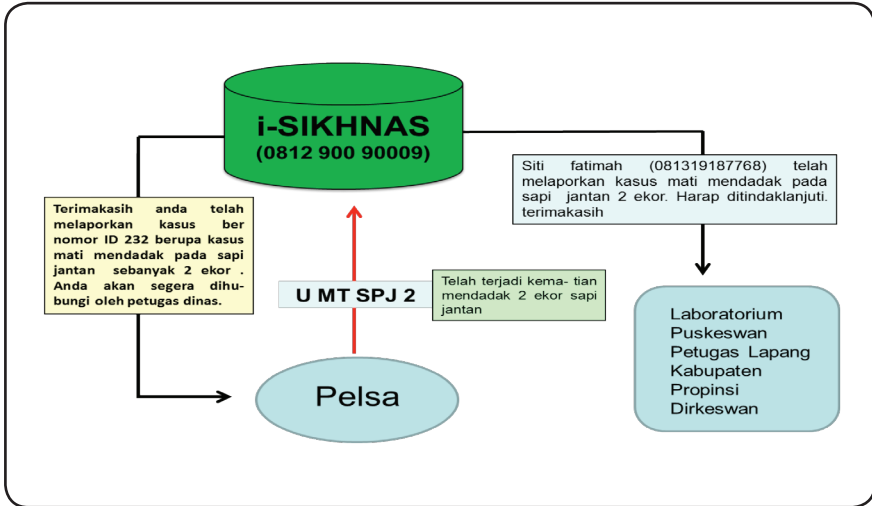 i-SIKHNAS
(0812 900 90009)
Siti fatimah (081319187768) telah
melaporkan kasus mati mendadak pada
sapi jantan 2 ekor. Harap ditindaklanjuti.
terimakasih
Terimakasih anda telah
melaporkan kasus ber
nomor ID 232 berupa kasus
mati mendadak pada sapi
jantan sebanyak 2 ekor .
Anda akan segera dihu-
bungi oleh petugas dinas.
U MT SPJ 2
Telah terjadi kema- tian
mendadak 2 ekor sapi
jantan
Pelsa
Laboratorium
Puskeswan
Petugas Lapang
Kabupaten
Propinsi
Dirkeswan